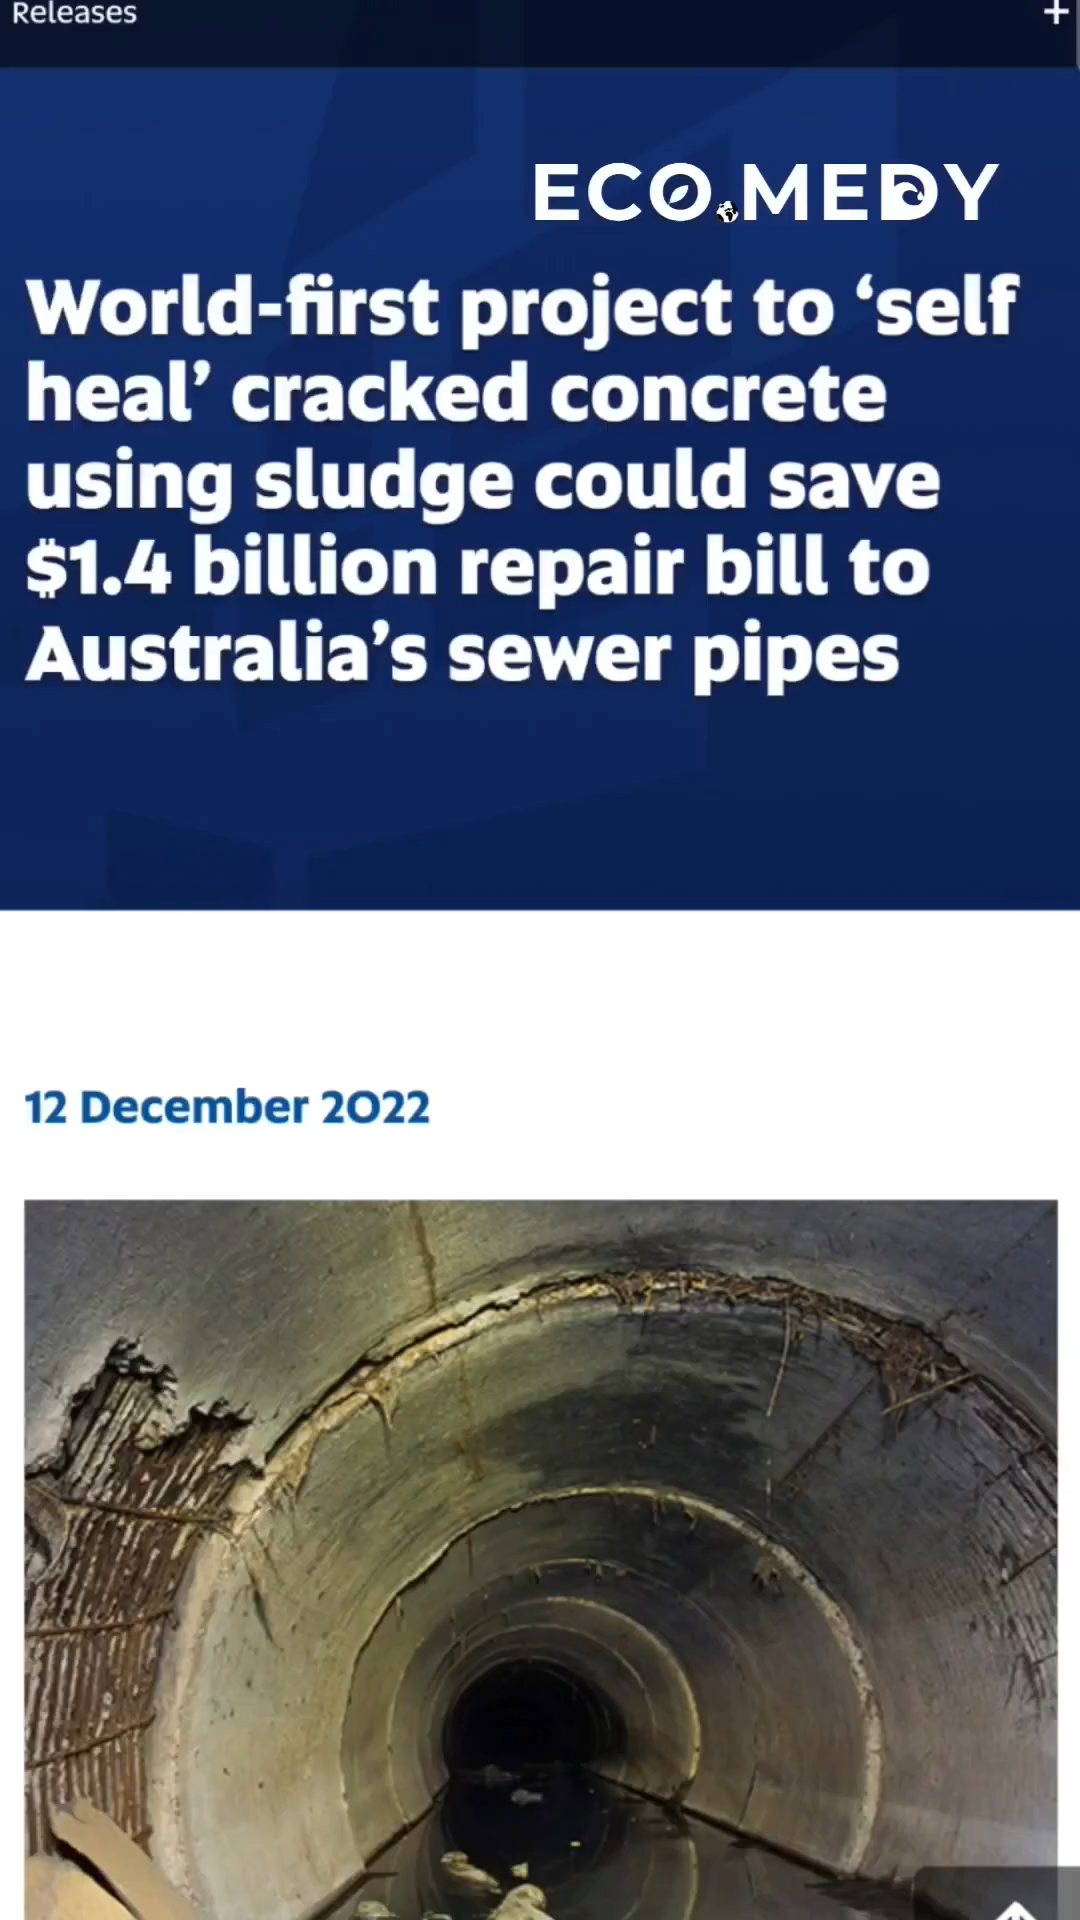 Releases
ECO.MEDY
World-first project to ‘self
heal’ cracked concrete
using sludge could save
$1.4 billion repair bill to
Australia’s sewer pipes
12 December 2022